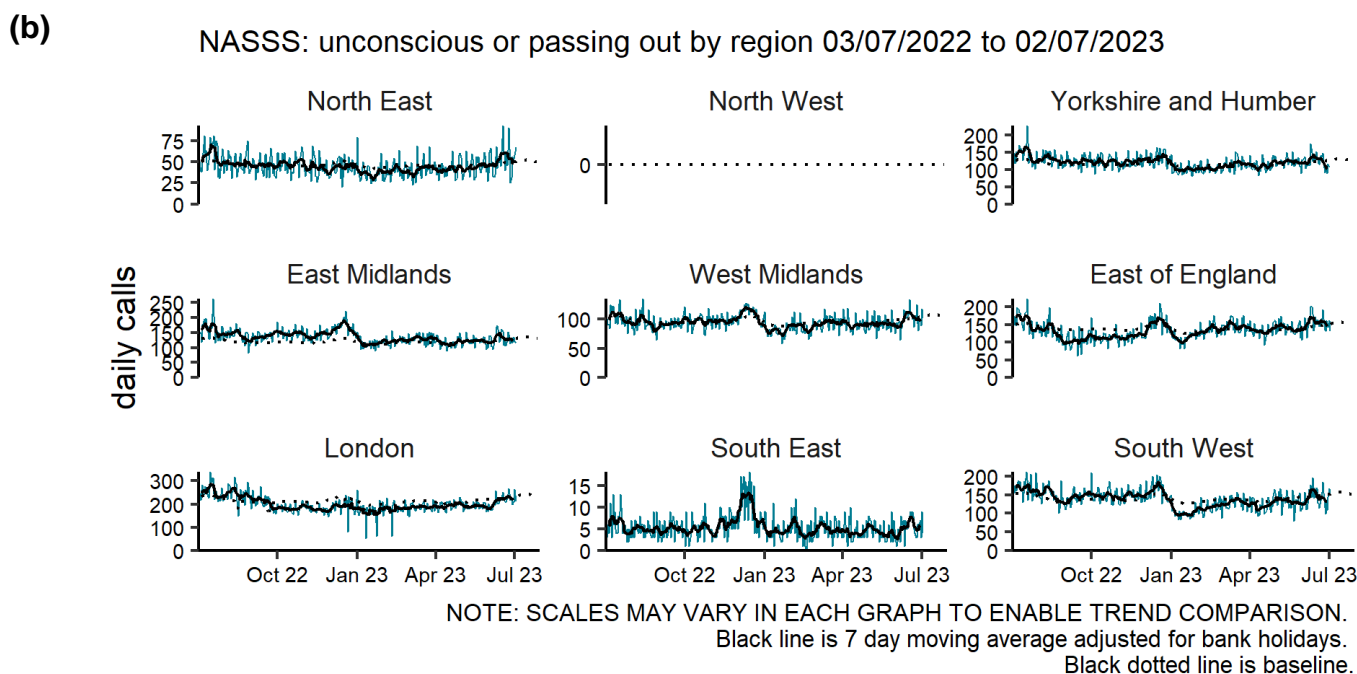 (b)
NASSS: unconscious or passing out by region 03/07/2022 to 02/07/2023
North East
North West
Yorkshire and Humber
75
50
25
0
0
200
150
100
50
0
East Midlands
West Midlands
East of England
daily calls
250
200
150
100
50
0
100
50
0
200
150
100
50
0
London
South East
South West
300
200
100
0
15
10
5
0
200
150
100
50
0
Oct 22 Jan 23 Apr 23 Jul 23
Oct 22 Jan 23 Apr 23 Jul 23
Oct 22 Jan 23 Apr 23 Jul 23
NOTE: SCALES MAY VARY IN EACH GRAPH TO ENABLE TREND COMPARISON.
Black line is 7 day moving average adjusted for bank holidays.
Black dotted line is baseline.